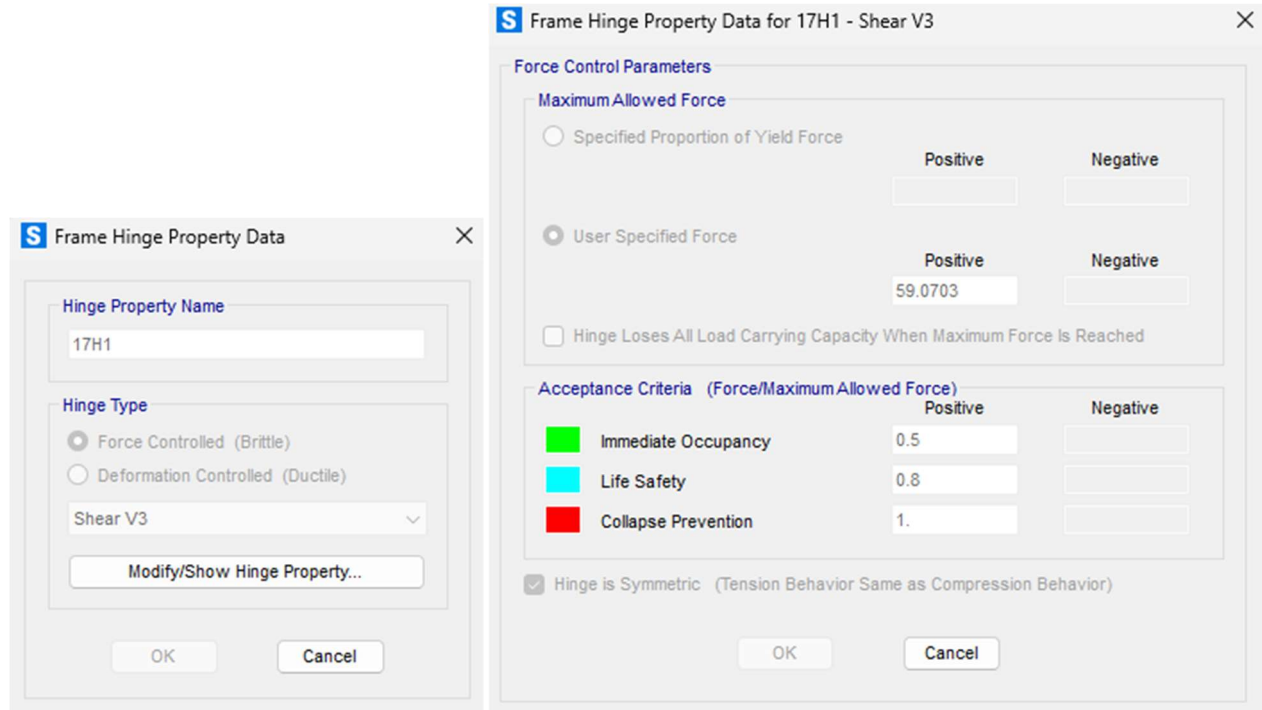 Frame Hinge Property Data
Hinge Property Name
17H1
Hinge Type
Force Controlled (Brittle)
Deformation Controlled (Ductile)
Shear V3
Modify/Show Hinge Property...
OK Cancel
S Frame Hinge Property Data for 17H1 - Shear V3
Force Control Parameters
Maximum Allowed Force
Specified Proportion of Yield Force
Positive Negative
User Specified Force
Positive Negative
59.0703
Hinge Loses All Load Carrying Capacity When Maximum Force Is Reached
Acceptance Criteria (Force/Maximum Allowed Force)
Positive Negative
Immediate Occupancy 0.5
Life Safety 0.8
Collapse Prevention 1.
Hinge is Symmetric (Tension Behavior Same as Compression Behavior)
OK Cancel